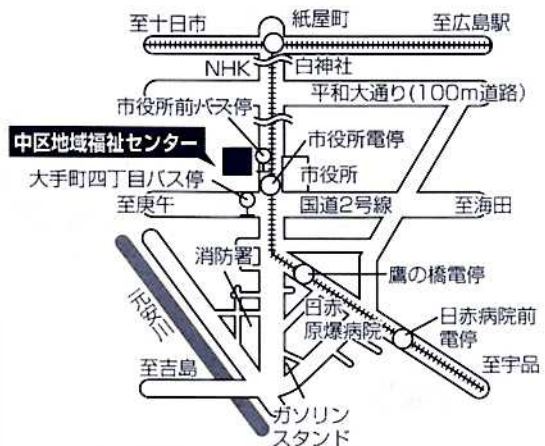 紙屋町
至十日市
至広島駅
NHK
白神社
平和大通り(100m道路)
市役所前バス停
中区地域福祉センター
市役所電停
市役所
大手町四丁目バス停
至庚午
国道2号線
至海田
消防署
鷹の橋電停
元安川
日赤
原爆病院
日赤病院前
電停
至吉島
至宇品
ガソリン
スタンド